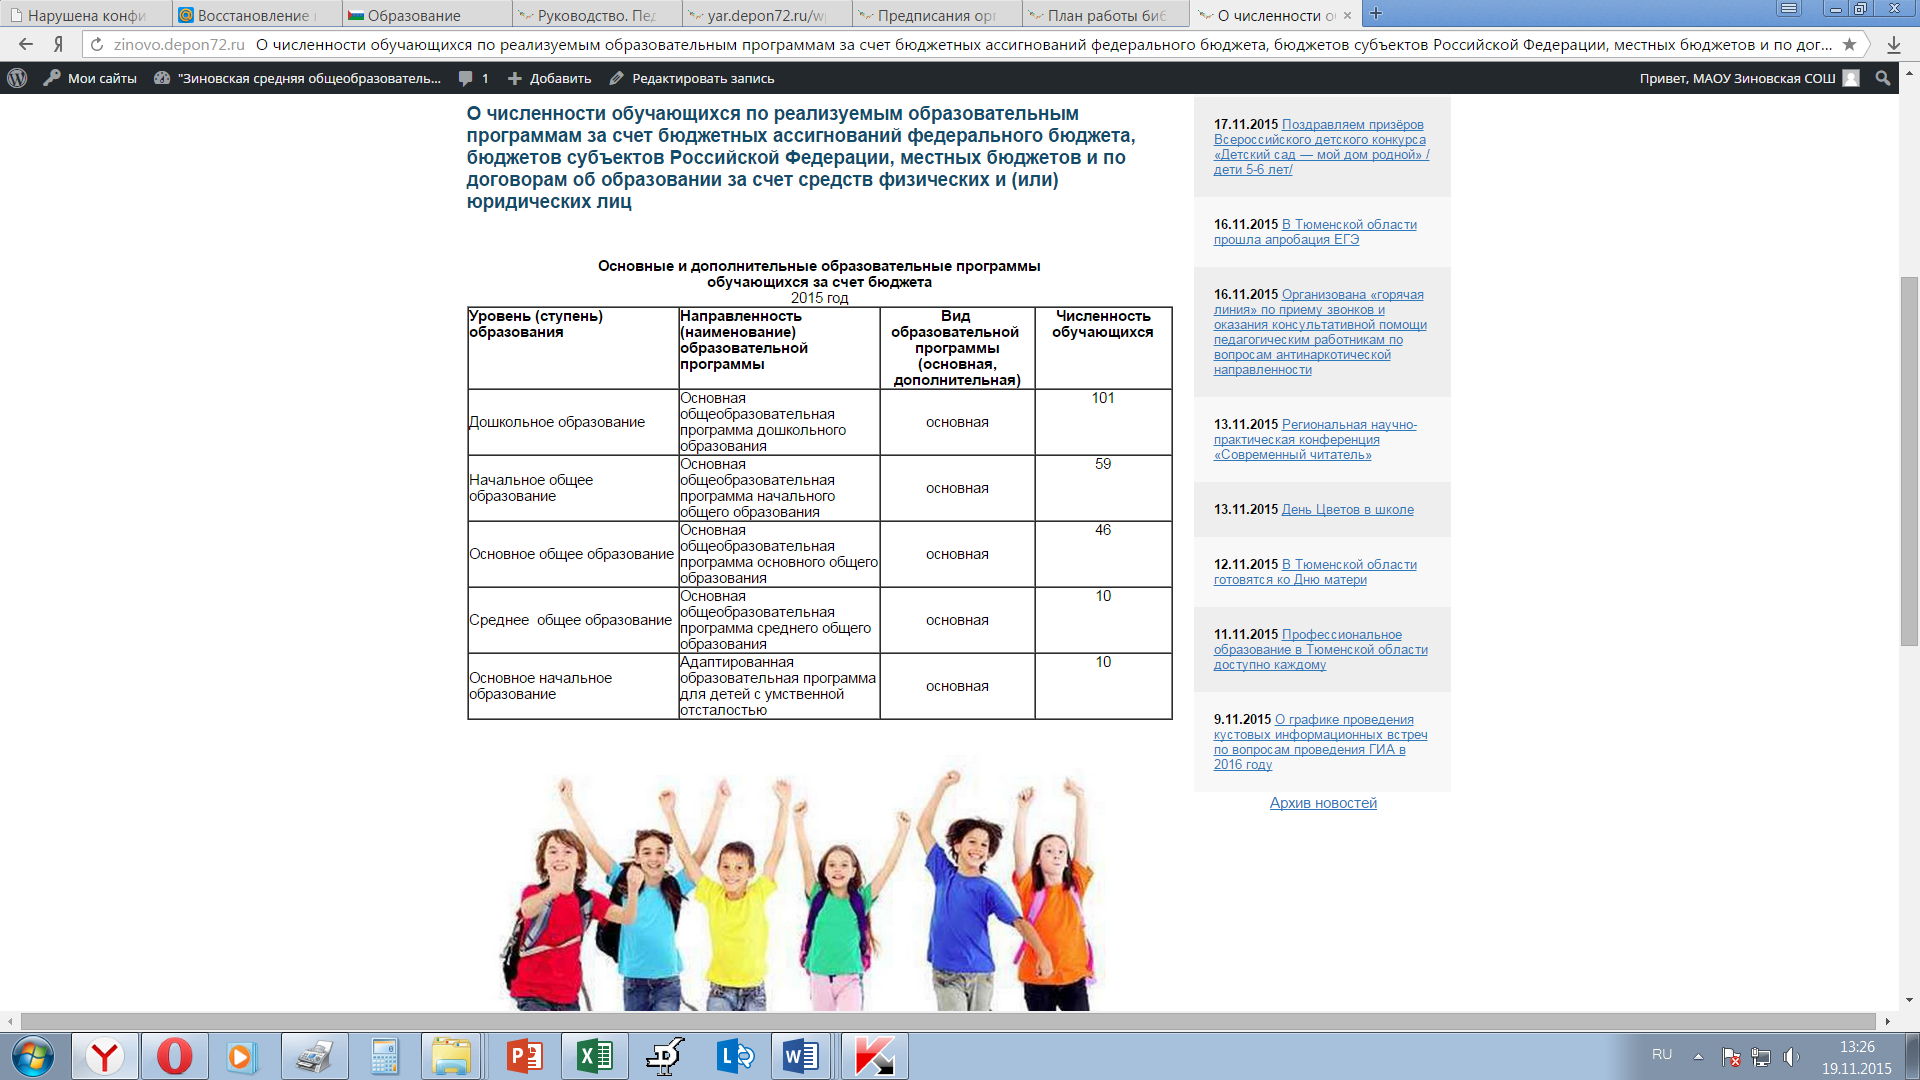 Нарушена конфи
Восстановление
Образование
Руководство. Пед
yar.depon72.ru/w
Предписания орг
План работы биб
О численности о
zinovo.depon72.ru О численности обучающихся по реализуемым образовательным программам за счет бюджетных ассигнований федерального бюджета, бюджетов субъектов Российской Федерации, местных бюджетов и по дог...
Мои сайты "Зиновская средняя общеобразователь... 1 Добавить Редактировать запись Привет, МАОУ Зиновская СОШ
О численности обучающихся по реализуемым образовательным
программам за счет бюджетных ассигнований федерального бюджета,
бюджетов субъектов Российской Федерации, местных бюджетов и по
договорам об образовании за счет средств физических и (или)
юридических лиц
Основные и дополнительные образовательные программы
обучающихся за счет бюджета
2015 год
Уровень (ступень)
образования
Направленность
(наименование)
образовательной
программы
Вид
образовательной
программы
(основная,
дополнительная)
Численность
обучающихся
Дошкольное образование
Основная
общеобразовательная
программа дошкольного
образования
основная
101
Начальное общее
образование
Основная
общеобразовательная
программа начального
общего образования
основная
59
Основное общее образование
Основная
общеобразовательная
программа основного общего
образования
основная
46
Среднее  общее образование
Основная
общеобразовательная
программа среднего общего
образования
основная
10
Основное начальное
образование
Адаптированная
образовательная программа
для детей с умственной
отсталостью
основная
10
17.11.2015 Поздравляем призёров
Всероссийского детского конкурса
«Детский сад — мой дом родной» /
дети 5-6 лет/
16.11.2015 В Тюменской области
прошла апробация ЕГЭ
16.11.2015 Организована «горячая
линия» по приему звонков и
оказания консультативной помощи
педагогическим работникам по
вопросам антинаркотической
направленности
13.11.2015 Региональная научно-
практическая конференция
«Современный читатель»
13.11.2015 День Цветов в школе
12.11.2015 В Тюменской области
готовятся ко Дню матери
11.11.2015 Профессиональное
образование в Тюменской области
доступно каждому
9.11.2015 О графике проведения
кустовых информационных встреч
по вопросам проведения ГИА в
2016 году
Архив новостей
RU
13:26
19.11.2015